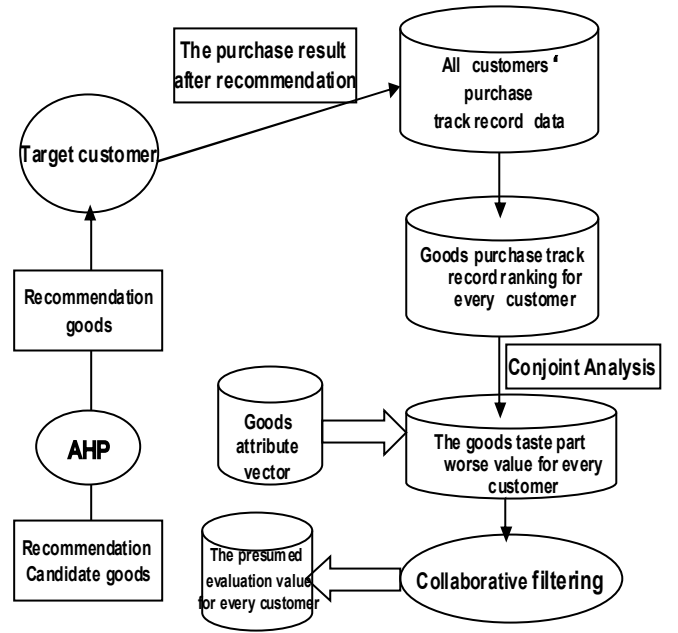 The purchase result
after recommendation
All customers‘
purchase
track record data
Target customer
Goods purchase track
record ranking for
every customer
Recommendation
goods
Conjoint Analysis
Goods
attribute
vector
The goods taste part
worse value for every
customer
AHP
Recommendation
Candidate goods
The presumed
evaluation value
for every customer
Collaborative filtering